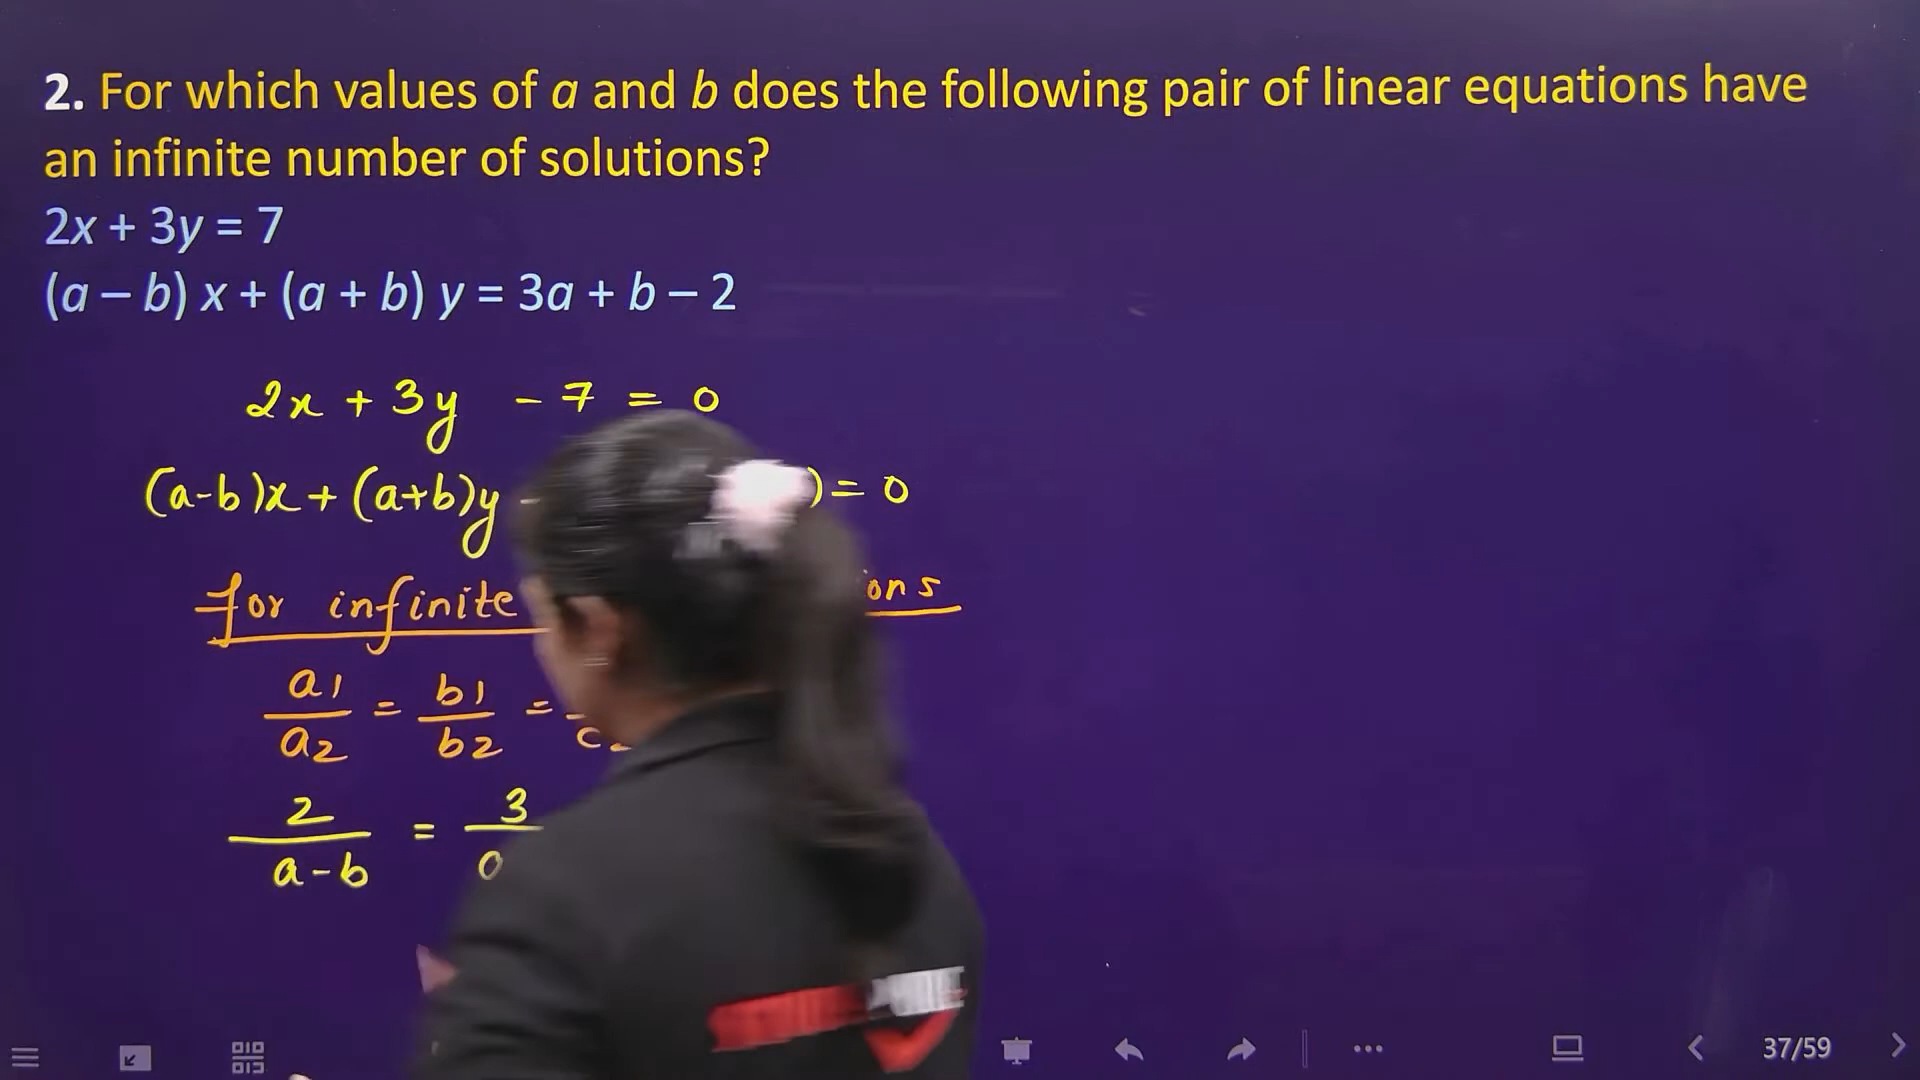 2. For which values of a and b does the following pair of linear equations have
an infinite number of solutions?
2x + 3y = 7
(a – b) x + (a + b) y = 3a + b – 2
2x + 3y - 7 = 0
(a-b)x + (a+b)y - ) = 0
for infinite
a1/a2 = b1/b2 =
2/a-b = 3
37/59